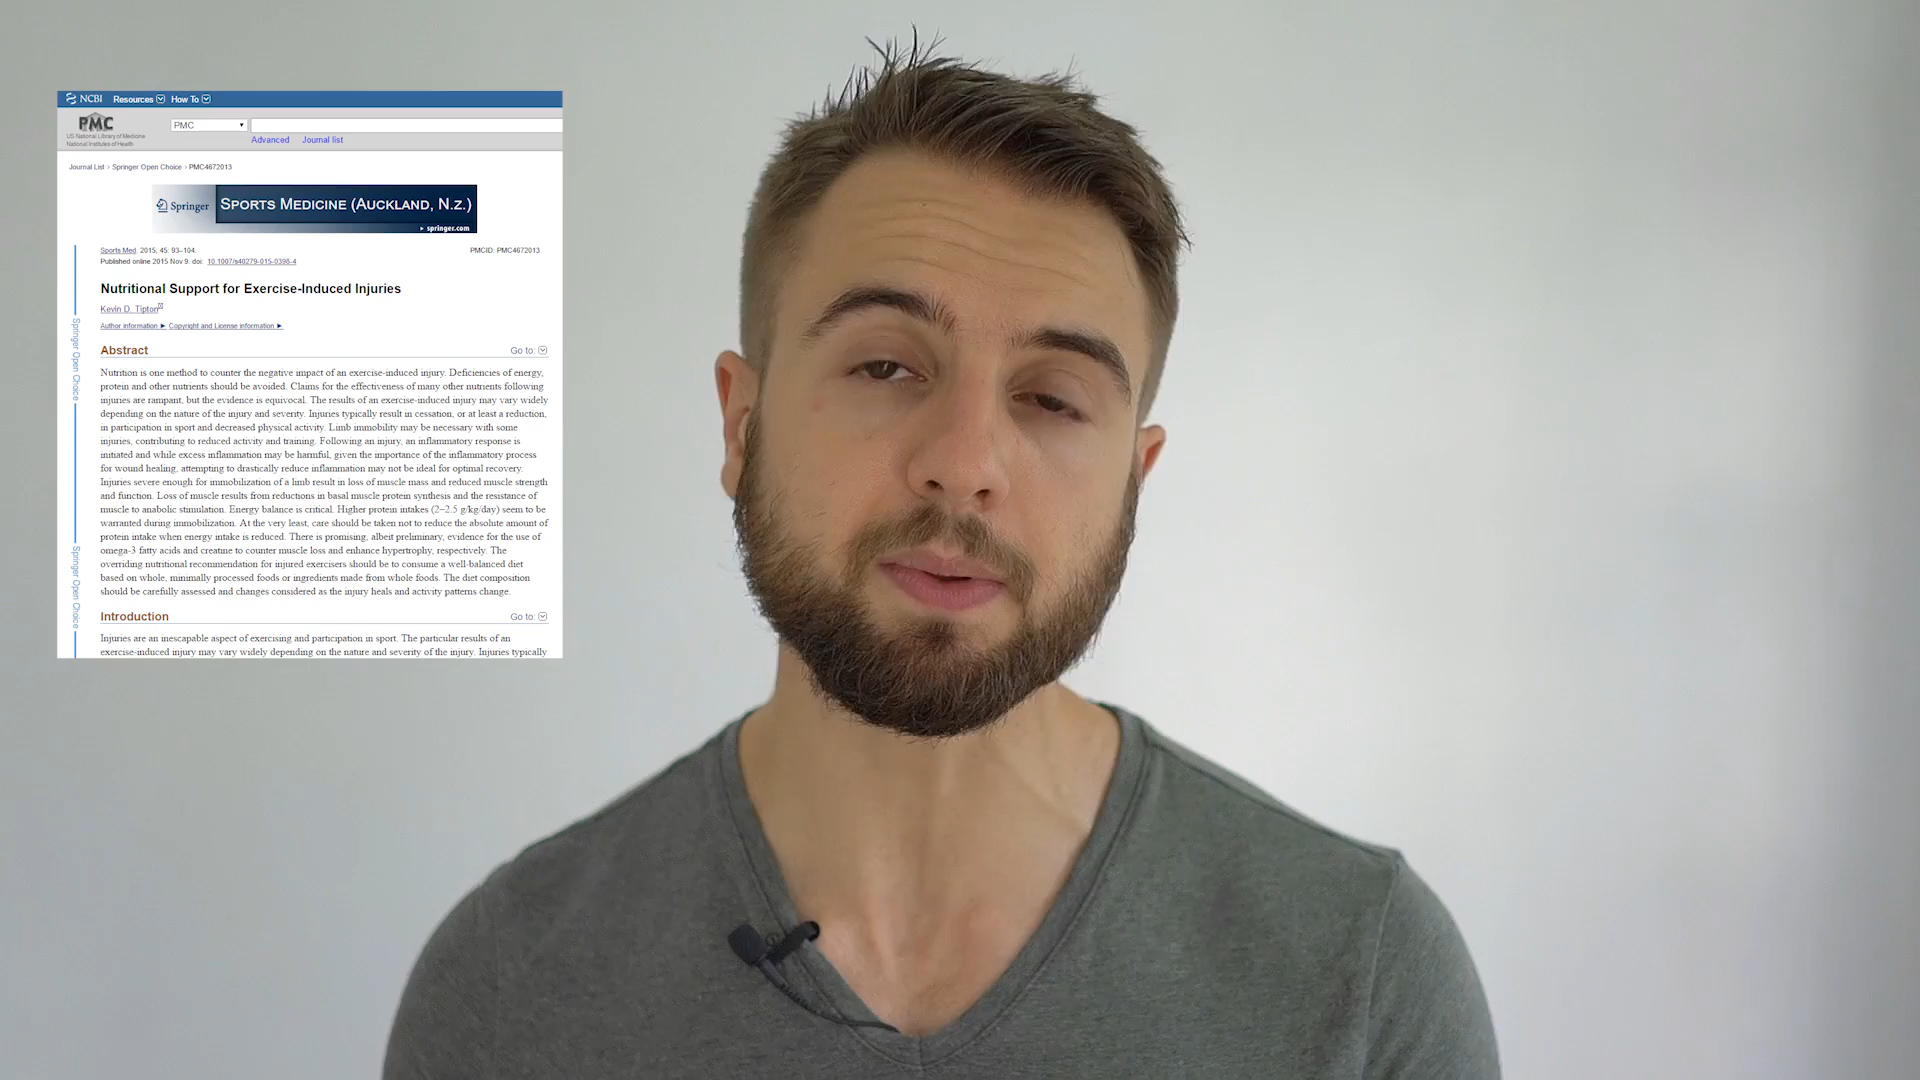 NCBI Resources How To
PMC
US National Library of Medicine
National Institutes of Health
PMC
Advanced Journal list
Journal List › Springer Open Choice › PMC4672013
Springer
SPORTS MEDICINE (AUCKLAND, N.Z.)
springer.com
Sports Med. 2015; 45: 93–104.
PMCID: PMC4672013
Published online 2015 Nov 9. doi: 10.1007/s40279-015-0398-4
Nutritional Support for Exercise-Induced Injuries
Kevin D. Tipton
Author information ► Copyright and License information ►
Abstract
Go to:
Nutrition is one method to counter the negative impact of an exercise-induced injury. Deficiencies of energy,
protein and other nutrients should be avoided. Claims for the effectiveness of many other nutrients following
injuries are rampant, but the evidence is equivocal. The results of an exercise-induced injury may vary widely
depending on the nature of the injury and severity. Injuries typically result in cessation, or at least a reduction,
in participation in sport and decreased physical activity. Limb immobility may be necessary with some
injuries, contributing to reduced activity and training. Following an injury, an inflammatory response is
initiated and while excess inflammation may be harmful, given the importance of the inflammatory process
for wound healing, attempting to drastically reduce inflammation may not be ideal for optimal recovery.
Injuries severe enough for immobilization of a limb result in loss of muscle mass and reduced muscle strength
and function. Loss of muscle results from reductions in basal muscle protein synthesis and the resistance of
muscle to anabolic stimulation. Energy balance is critical. Higher protein intakes (2–2.5 g/kg/day) seem to be
warranted during immobilization. At the very least, care should be taken not to reduce the absolute amount of
protein intake when energy intake is reduced. There is promising, albeit preliminary, evidence for the use of
omega-3 fatty acids and creatine to counter muscle loss and enhance hypertrophy, respectively. The
overriding nutritional recommendation for injured exercisers should be to consume a well-balanced diet
based on whole, minimally processed foods or ingredients made from whole foods. The diet composition
should be carefully assessed and changes considered as the injury heals and activity patterns change.
Introduction
Go to:
Injuries are an inescapable aspect of exercising and participation in sport. The particular results of an
exercise-induced injury may vary widely depending on the nature and severity of the injury. Injuries typically
Springer Open Choice
Springer Open Choice